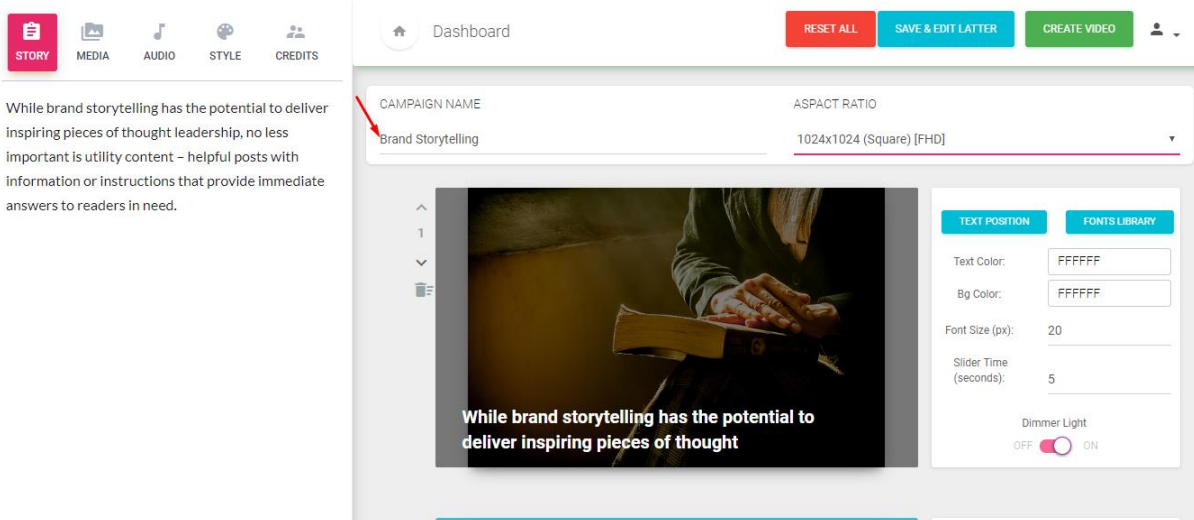 STORY
MEDIA
AUDIO
STYLE
CREDITS
While brand storytelling has the potential to deliver
inspiring pieces of thought leadership, no less
important is utility content – helpful posts with
information or instructions that provide immediate
answers to readers in need.
Dashboard
RESET ALL
SAVE & EDIT LATTER
CREATE VIDEO
CAMPAIGN NAME
Brand Storytelling
ASPACT RATIO
1024x1024 (Square) [FHD]
1
While brand storytelling has the potential to
deliver inspiring pieces of thought
TEXT POSITION
FONTS LIBRARY
Text Color:
FFFFFF
Bg Color:
FFFFFF
Font Size (px):
20
Slider Time
(seconds):
5
Dimmer Light
OFF
ON